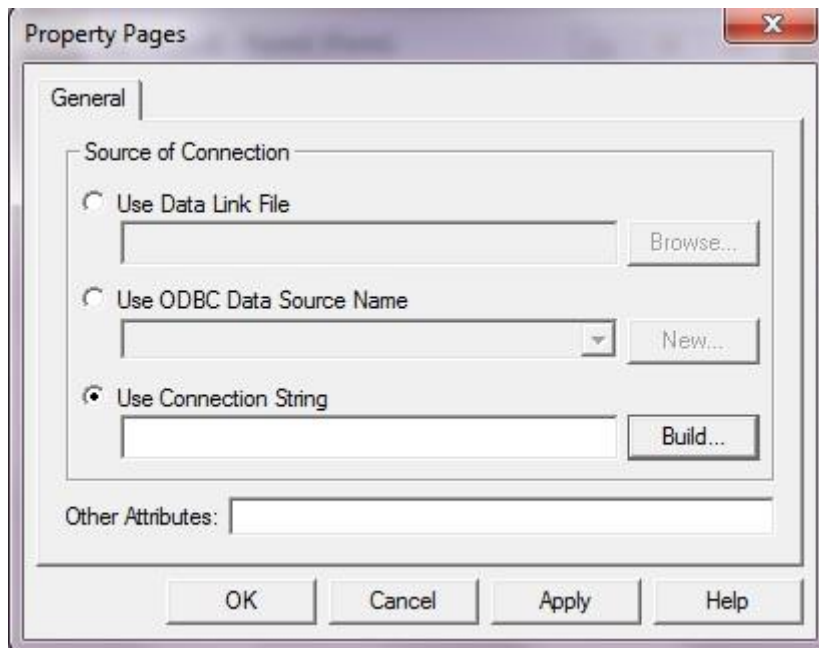 Property Pages
General
Source of Connection
Use Data Link File
Browse...
Use ODBC Data Source Name
New...
Use Connection String
Build...
Other Attributes:
OK Cancel Apply Help